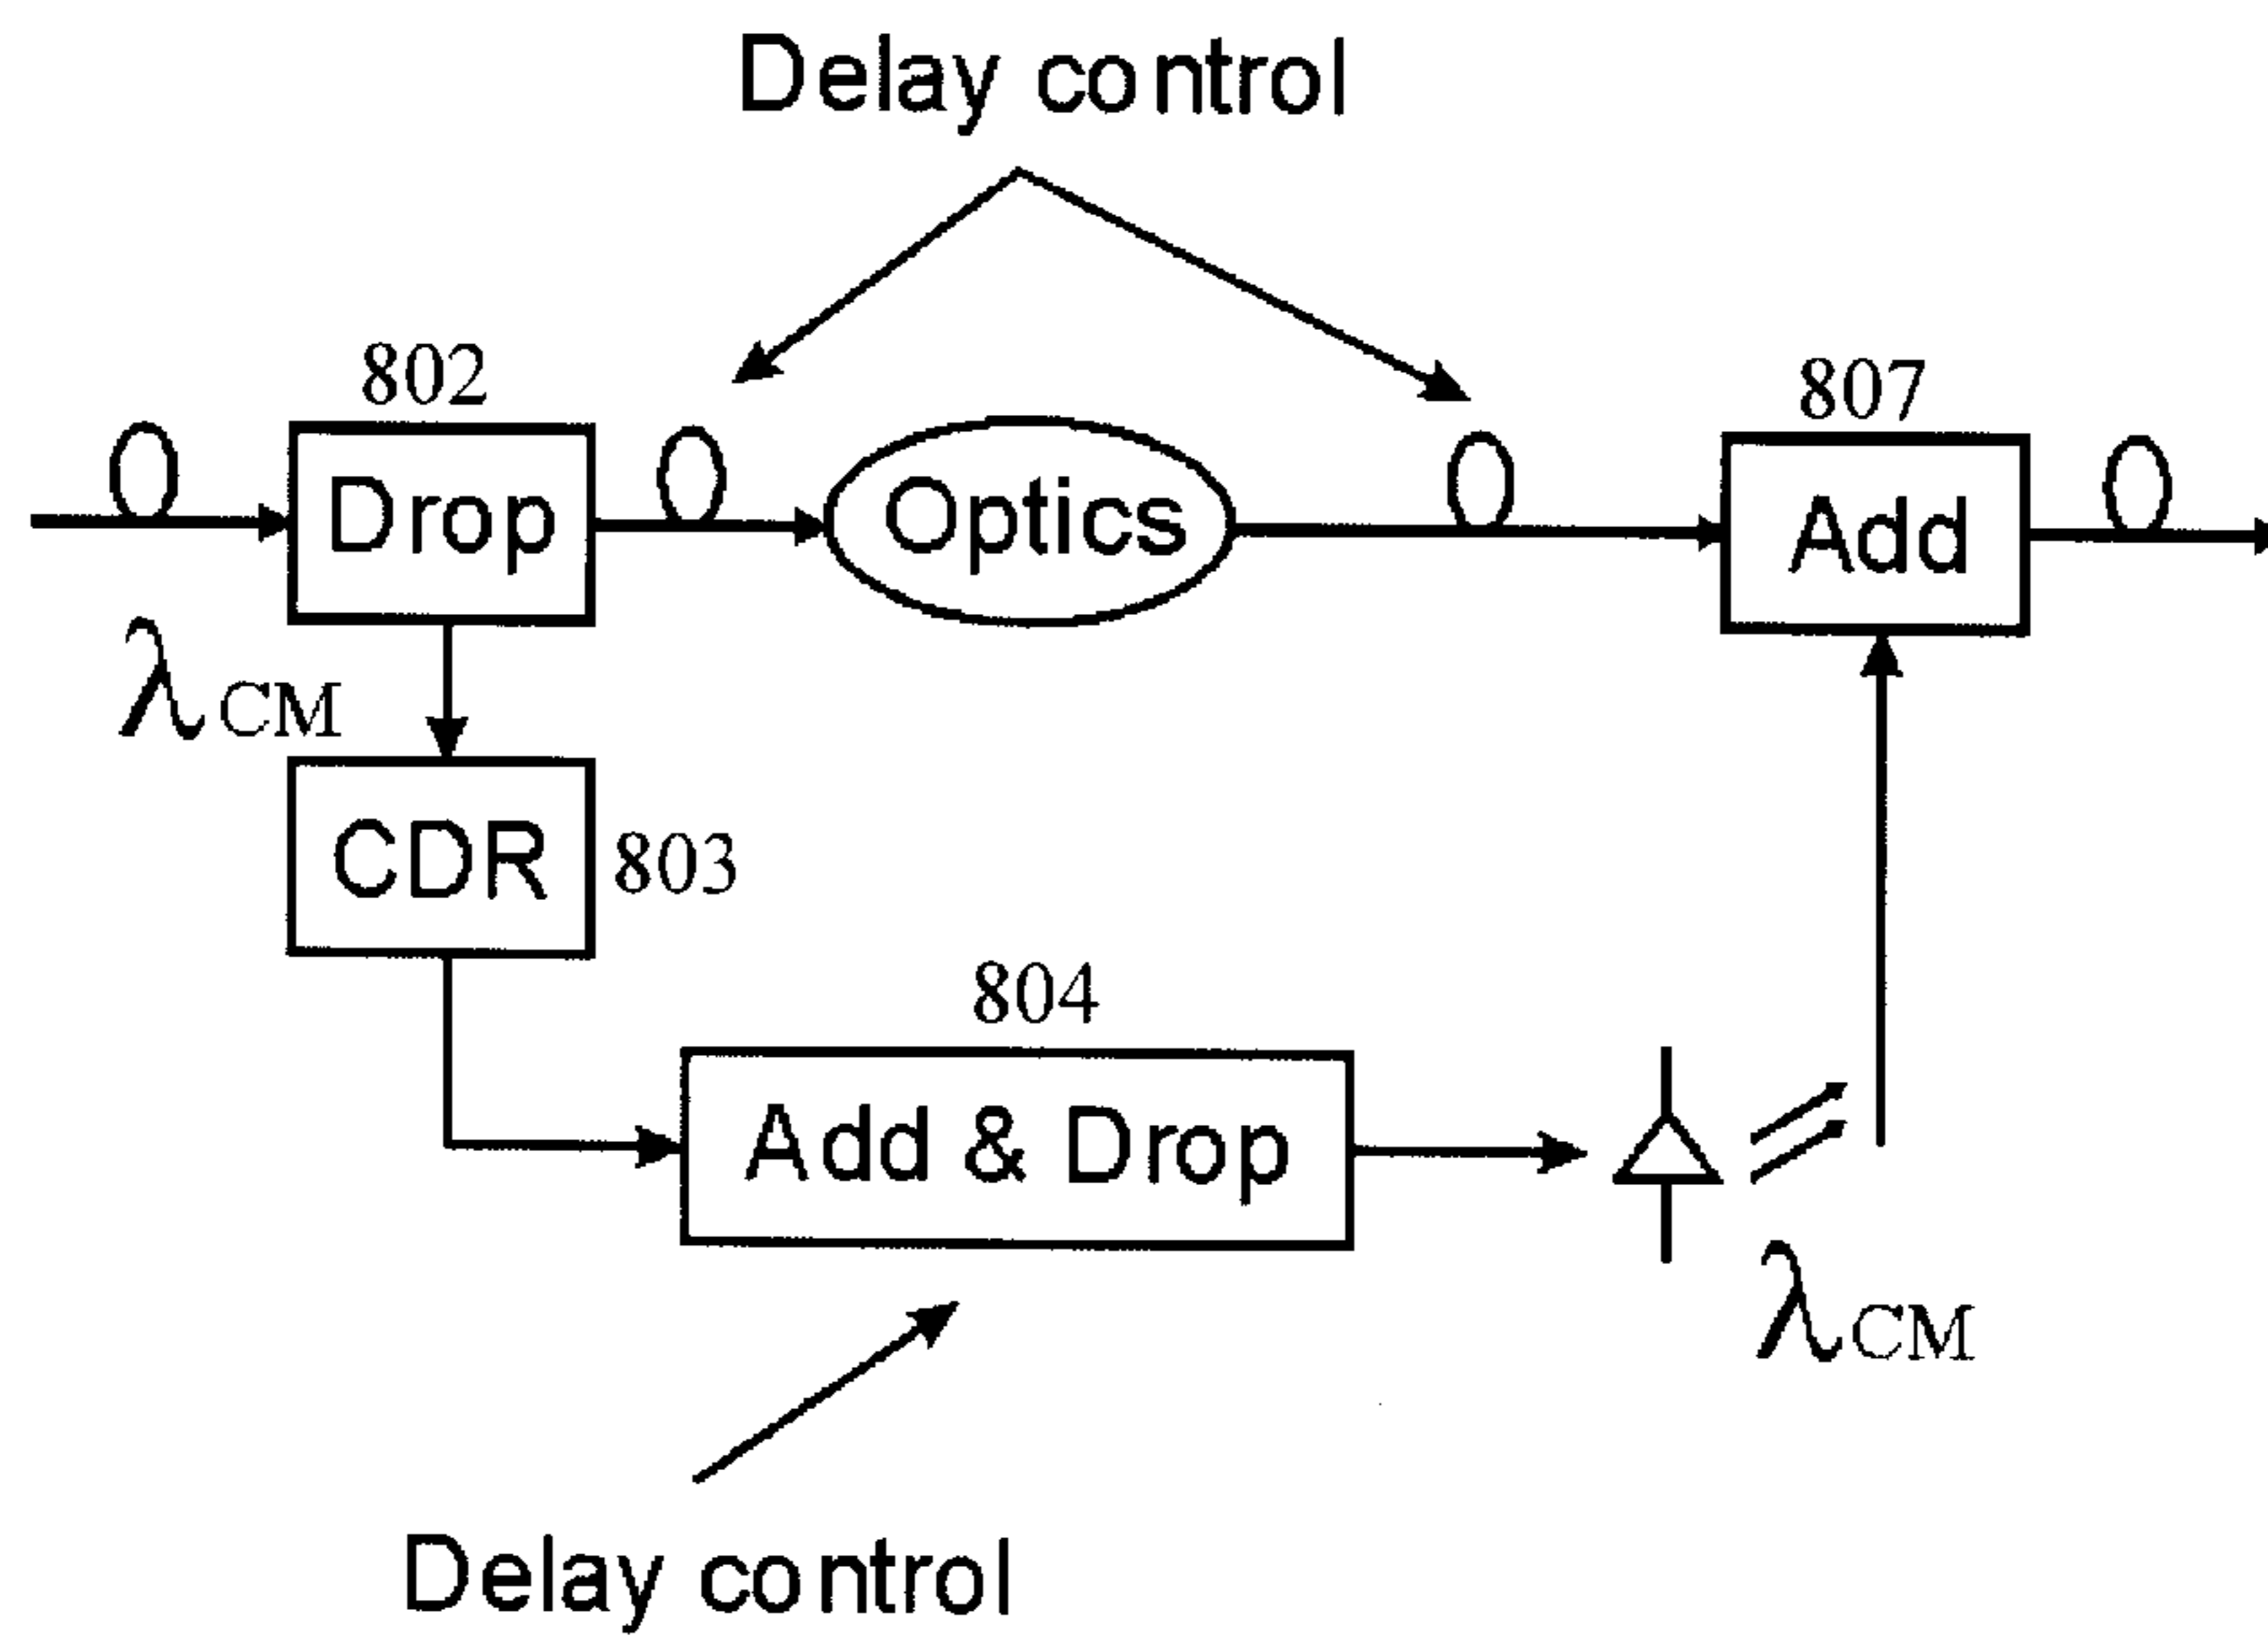 Delay control
802
807
Drop
Optics
Add
λCM
CDR
803
804
Add & Drop
λCM
Delay control